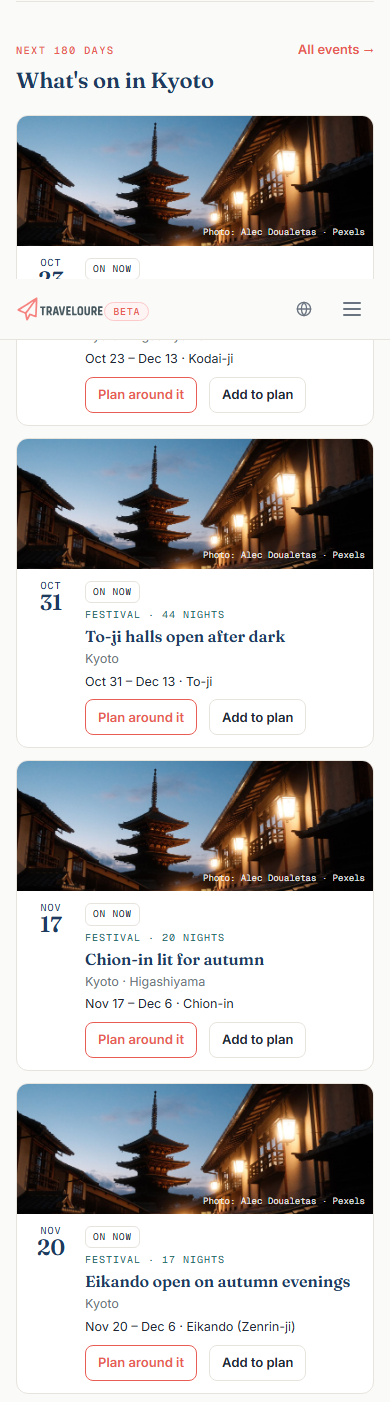 NEXT 180 DAYS
All events →
What's on in Kyoto
Photo: Alec Doualetas · Pexels
OCT
ON NOW
TRAVELOURE BETA
Oct 23 – Dec 13 · Kodai-ji
Plan around it
Add to plan
Photo: Alec Doualetas · Pexels
OCT
31
ON NOW
FESTIVAL · 44 NIGHTS
To-ji halls open after dark
Kyoto
Oct 31 – Dec 13 · To-ji
Plan around it
Add to plan
Photo: Alec Doualetas · Pexels
NOV
17
ON NOW
FESTIVAL · 20 NIGHTS
Chion-in lit for autumn
Kyoto · Higashiyama
Nov 17 – Dec 6 · Chion-in
Plan around it
Add to plan
Photo: Alec Doualetas · Pexels
NOV
20
ON NOW
FESTIVAL · 17 NIGHTS
Eikando open on autumn evenings
Kyoto
Nov 20 – Dec 6 · Eikando (Zenrin-ji)
Plan around it
Add to plan